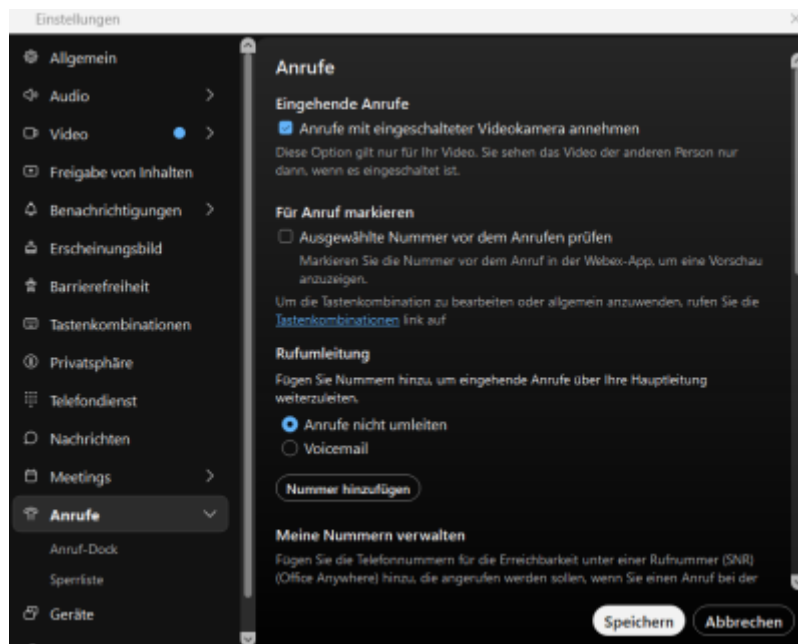 Einstellungen
Allgemein
Audio
Video
Freigabe von Inhalten
Benachrichtigungen
Erscheinungsbild
Barrierefreiheit
Tastenkombinationen
Privatsphäre
Telefondienst
Nachrichten
Meetings
Anrufe
Anruf-Dock
Sperrliste
Geräte
Anrufe
Eingehende Anrufe
Anrufe mit eingeschalteter Videokamera annehmen
Diese Option gilt nur für Ihr Video. Sie sehen das Video der anderen Person nur
dann, wenn es eingeschaltet ist.
Für Anruf markieren
Ausgewählte Nummer vor dem Anrufen prüfen
Markieren Sie die Nummer vor dem Anruf in der Webex-App, um eine Vorschau
anzuzeigen.
Um die Tastenkombination zu bearbeiten oder allgemein anzuwenden, rufen Sie die
Tastenkombinationen link auf
Rufumleitung
Fügen Sie Nummern hinzu, um eingehende Anrufe über Ihre Hauptleitung
weiterzuleiten.
Anrufe nicht umleiten
Voicemail
Nummer hinzufügen
Meine Nummern verwalten
Fügen Sie die Telefonnummern für die Erreichbarkeit unter einer Rufnummer (SNR)
(Office Anywhere) hinzu, die angerufen werden sollen, wenn Sie einen Anruf bei der
Speichern
Abbrechen